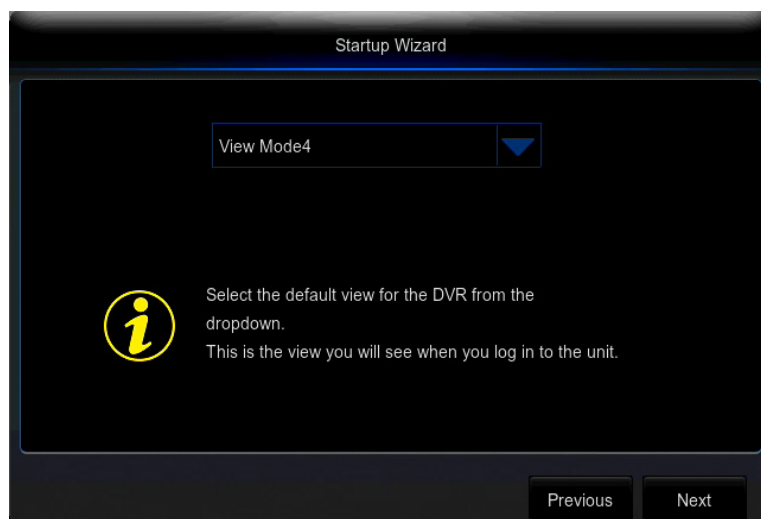 Startup Wizard
View Mode4
Select the default view for the DVR from the
dropdown.
This is the view you will see when you log in to the unit.
Previous
Next